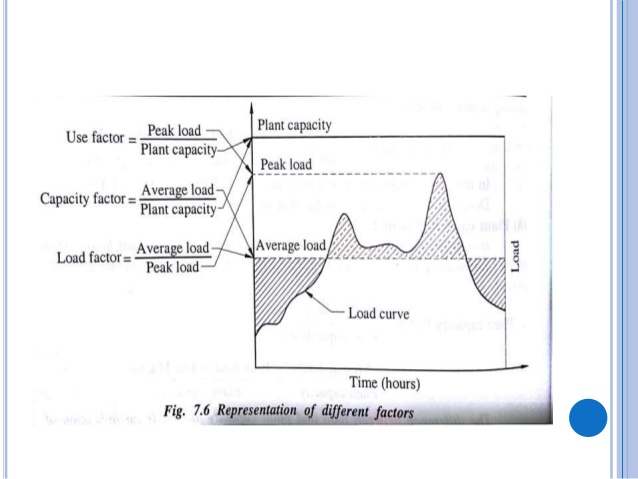 Plant capacity
Use factor = Peak load / Plant capacity
Peak load
Capacity factor = Average load / Plant capacity
Load factor = Average load / Peak load
Average load
Load
Load curve
Time (hours)
Fig. 7.6 Representation of different factors